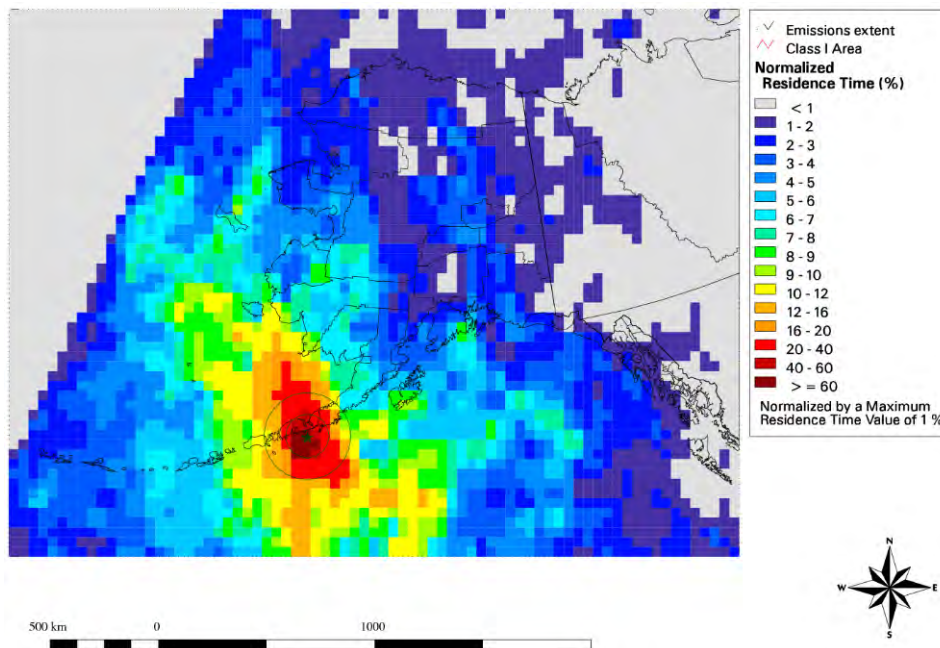 Emissions extent
Class I Area
Normalized
Residence Time (%)
< 1
1 - 2
2 - 3
3 - 4
4 - 5
5 - 6
6 - 7
7 - 8
8 - 9
9 - 10
10 - 12
12 - 16
16 - 20
20 - 40
40 - 60
> = 60
Normalized by a Maximum
Residence Time Value of 1 %
N
W E
S
500 km 0 1000